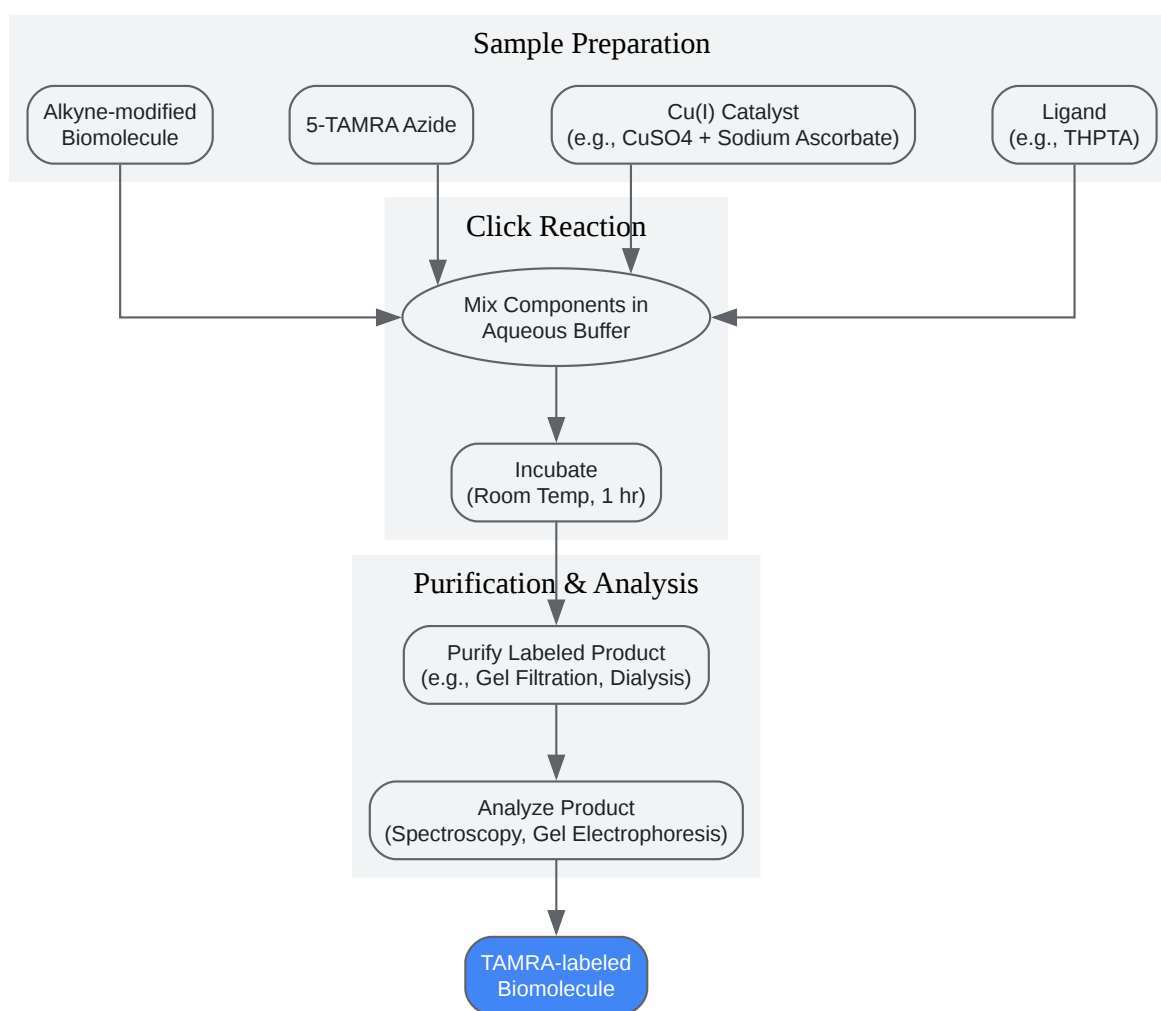 Sample Preparation
Alkyne-modified
Biomolecule
5-TAMRA Azide
Cu(I) Catalyst
(e.g., CuSO4 + Sodium Ascorbate)
Ligand
(e.g., THPTA)
Click Reaction
Mix Components in
Aqueous Buffer
Incubate
(Room Temp, 1 hr)
Purification & Analysis
Purify Labeled Product
(e.g., Gel Filtration, Dialysis)
Analyze Product
(Spectroscopy, Gel Electrophoresis)
TAMRA-labeled
Biomolecule